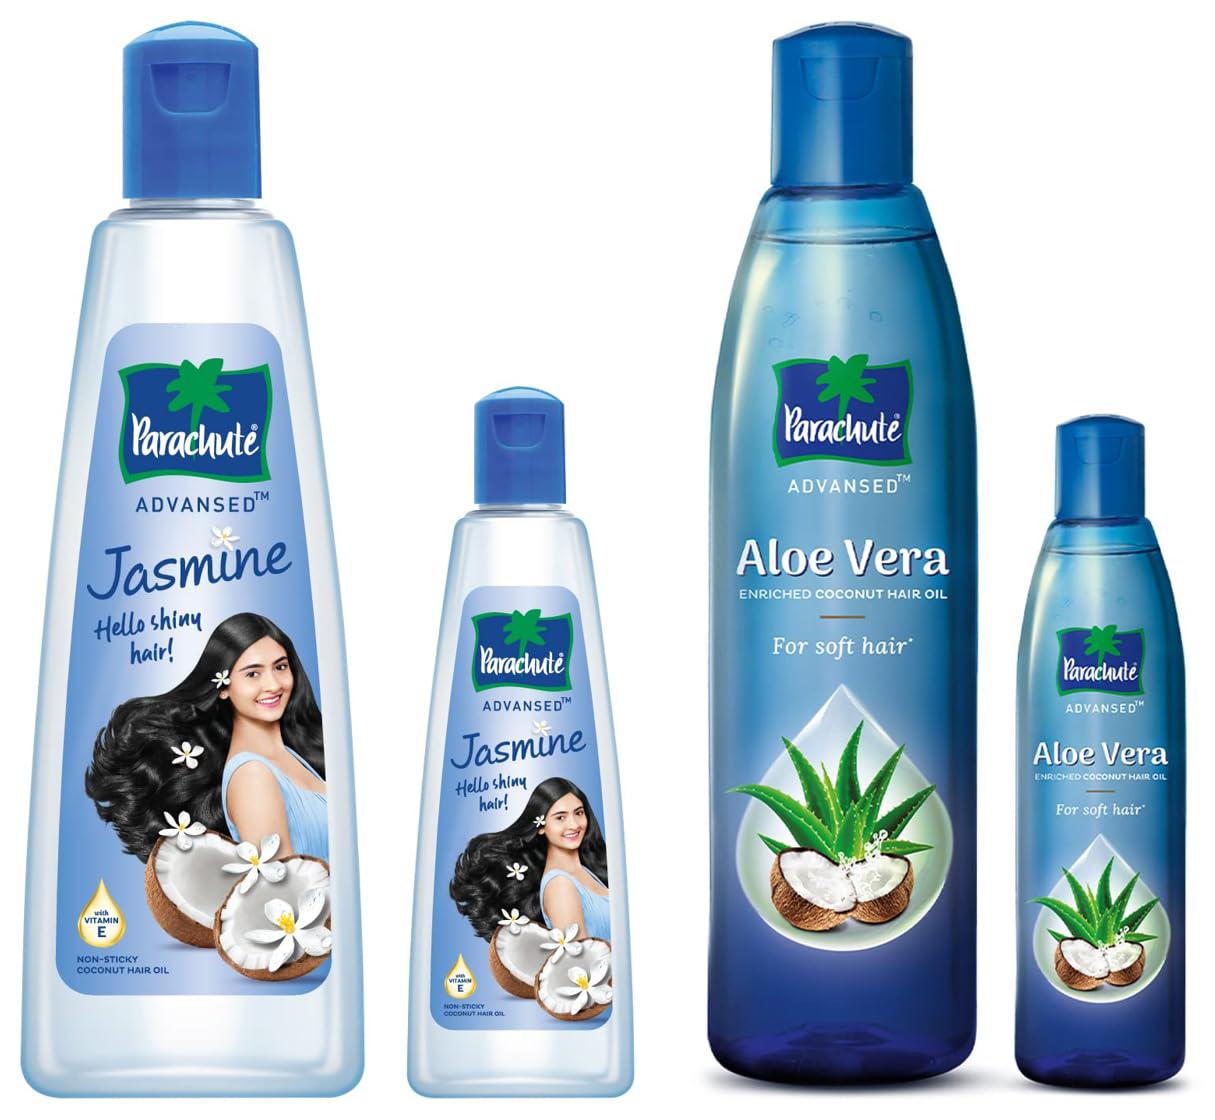 Parachute®
ADVANSED™
Jasmine
Hello shiny
hair!
with
VITAMIN
E
NON-STICKY
COCONUT HAIR OIL
Parachute®
ADVANSED™
Jasmine
Hello shiny
hair!
with
VITAMIN
E
NON-STICKY
COCONUT HAIR OIL
Parachute®
ADVANSED™
Aloe Vera
ENRICHED COCONUT HAIR OIL
For soft hair*
Parachute®
ADVANSED™
Aloe Vera
ENRICHED COCONUT HAIR OIL
For soft hair*